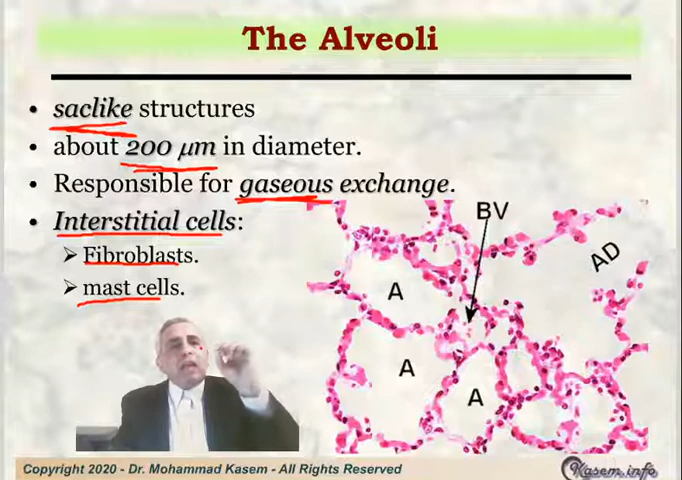 The Alveoli
• saclike structures
• about 200 μm in diameter.
• Responsible for gaseous exchange.
• Interstitial cells:
➢ Fibroblasts.
➢ mast cells.
BV
AD
A
A
A
Copyright 2020 - Dr. Mohammad Kasem - All Rights Reserved
Kasem.info